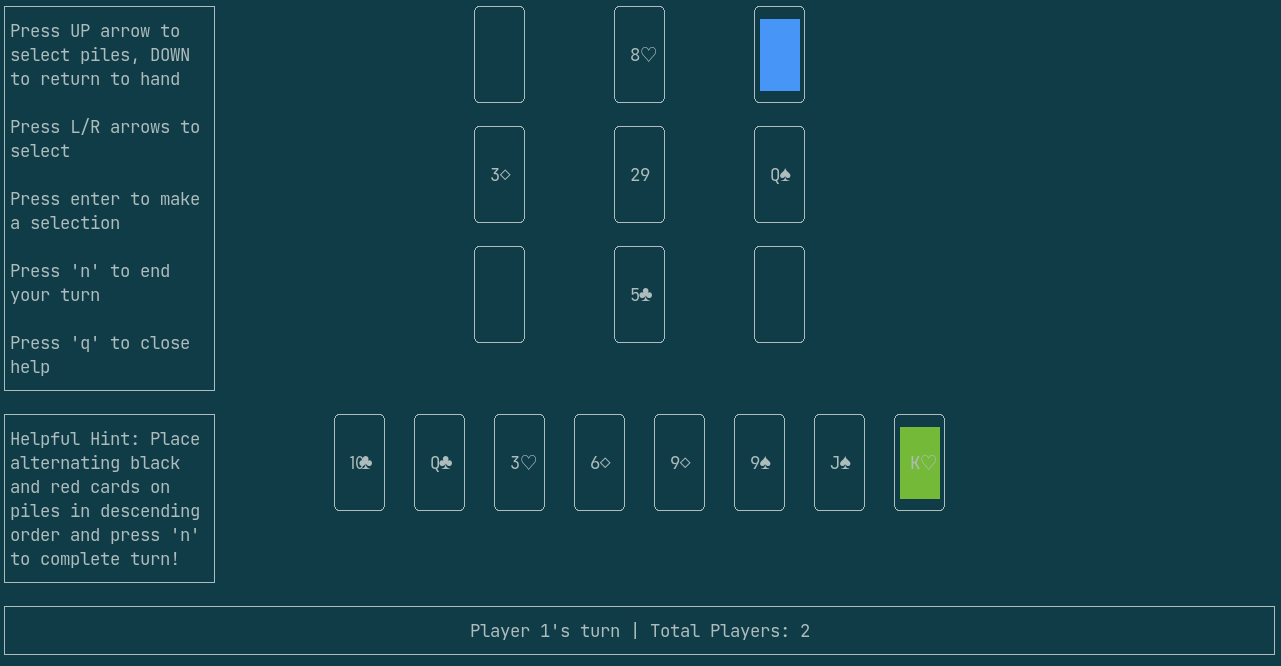 Press UP arrow to
select piles, DOWN
to return to hand
Press L/R arrows to
select
Press enter to make
a selection
Press 'n' to end
your turn
Press 'q' to close
help
8♡
3◇
29
Q♠
5♣
10♣
Q♣
3♡
6◇
9◇
9♠
J♠
K♡
Helpful Hint: Place
alternating black
and red cards on
piles in descending
order and press 'n'
to complete turn!
Player 1's turn | Total Players: 2